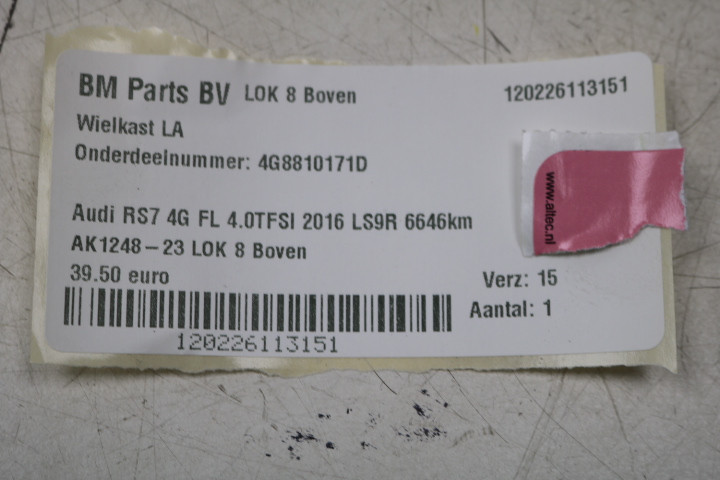 BM Parts BV LOK 8 Boven 120226113151
Wielkast LA
Onderdeelnummer: 4G8810171D
www.altec.nl
Audi RS7 4G FL 4.0TFSI 2016 LS9R 6646km
AK1248-23 LOK 8 Boven
39.50 euro Verz: 15
Aantal: 1
120226113151